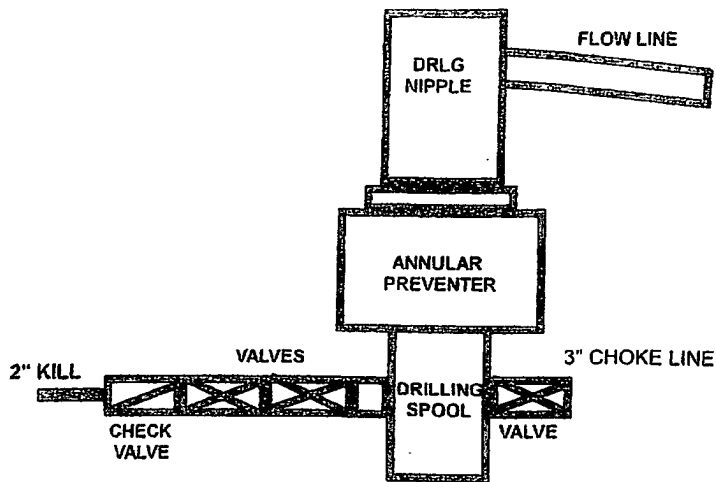 FLOW LINE
DRLG
NIPPLE
ANNULAR
PREVENTER
VALVES
3" CHOKE LINE
2" KILL
DRILLING
SPOOL
CHECK
VALVE
VALVE